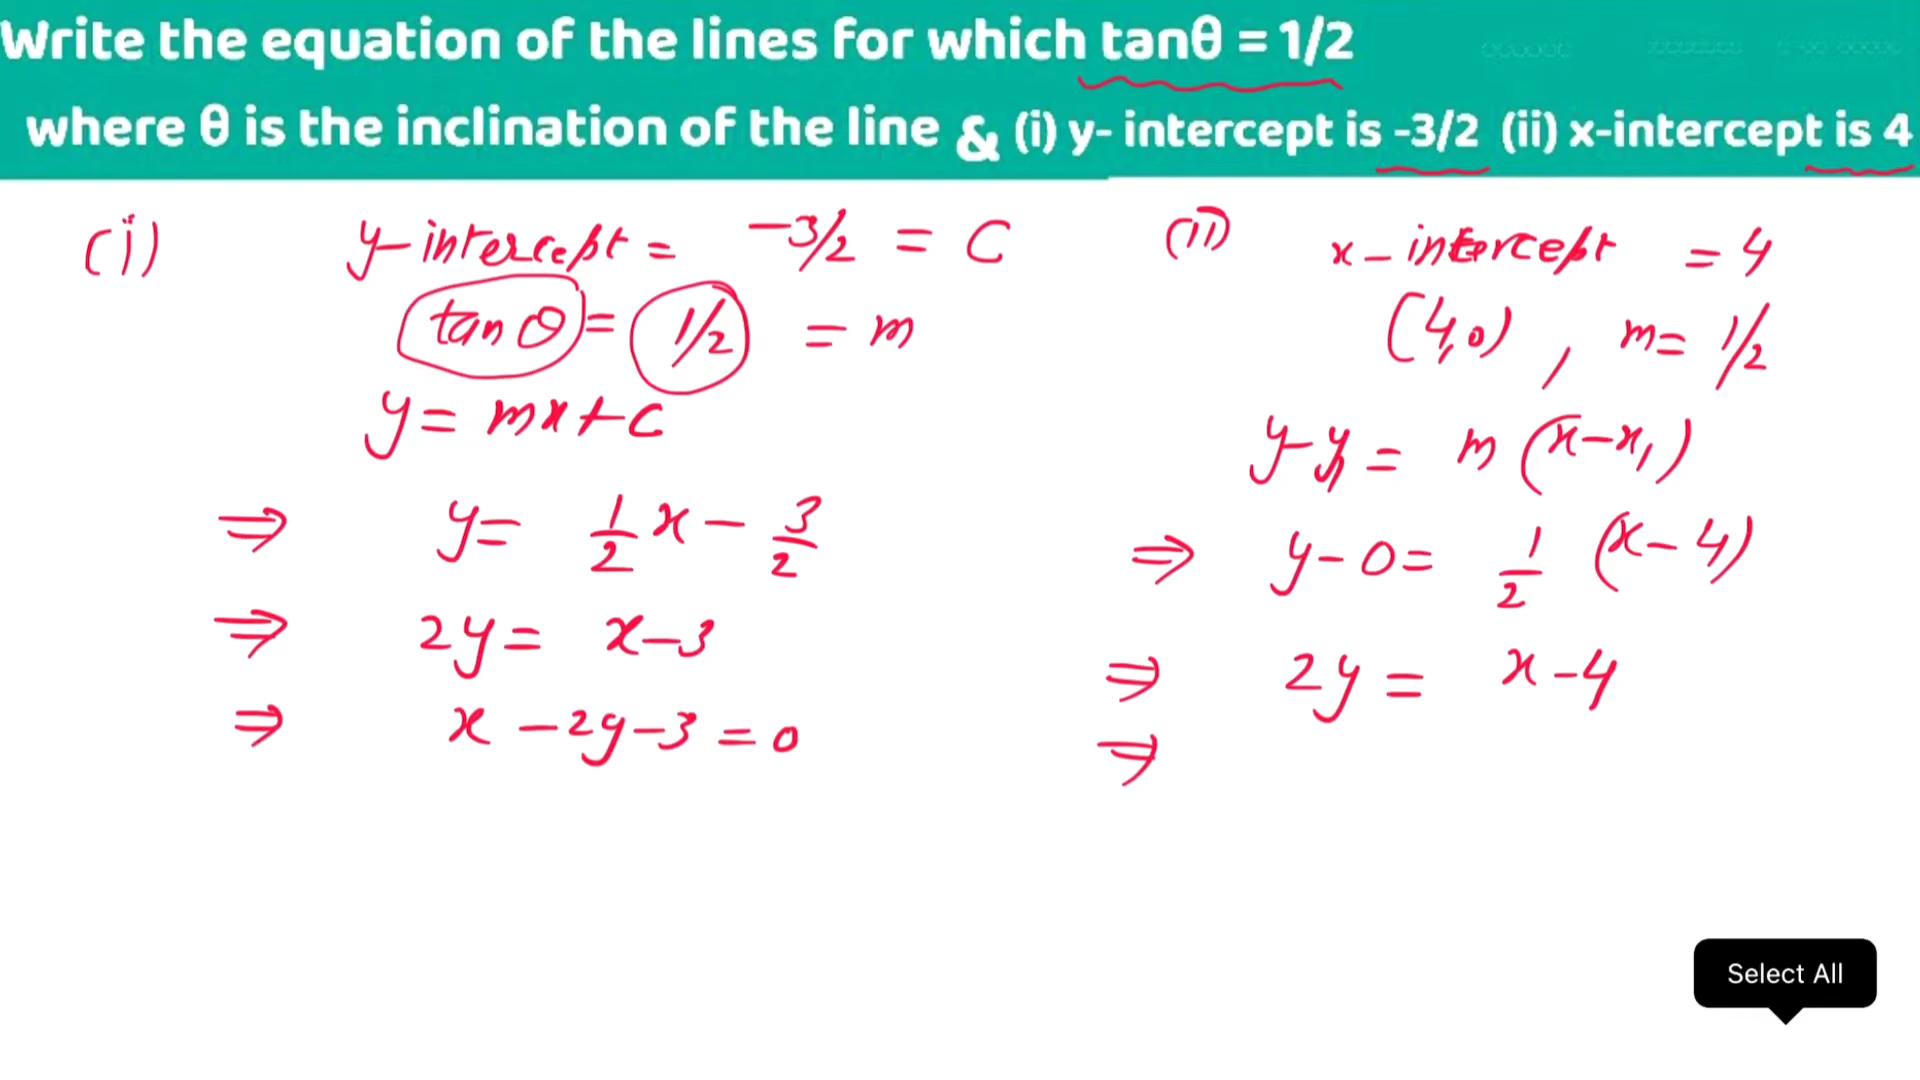 Write the equation of the lines for which tanθ = 1/2
where θ is the inclination of the line & (i) y- intercept is -3/2 (ii) x-intercept is 4
(i) y-intercept = -3/2 = C
tan θ = 1/2 = m
y = mx+c
⇒ y = 1/2 x - 3/2
⇒ 2y = x-3
⇒ x -2y-3 = 0
(ii) x-intercept = 4
(4,0) , m= 1/2
y-y₁ = m (x-x₁)
⇒ y-0 = 1/2 (x-4)
⇒ 2y = x-4
⇒
Select All